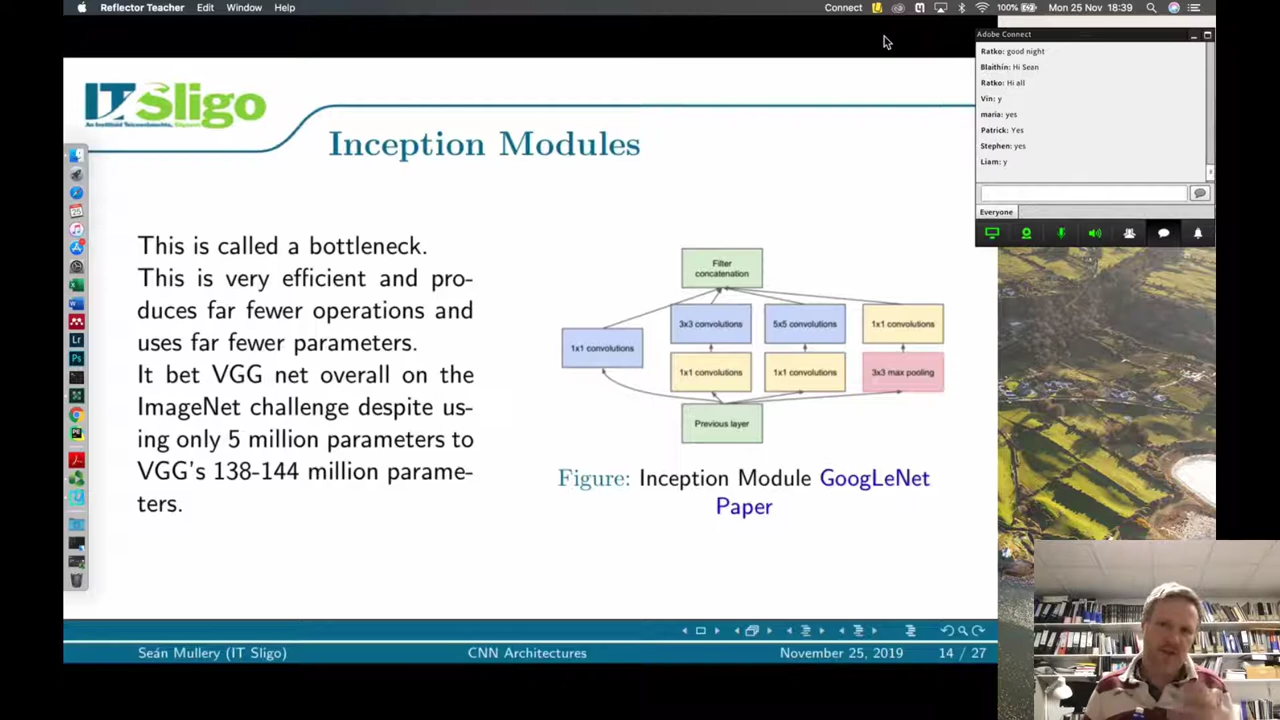 Reflector Teacher Edit Window Help
Connect 100% Mon 25 Nov 18:39
Adobe Connect
Ratko: good night
Blaithin: Hi Sean
Ratko: Hi all
Vin: y
maria: yes
Patrick: Yes
Stephen: yes
Liam: y
Everyone
IT Sligo
Inception Modules
This is called a bottleneck.
This is very efficient and pro-
duces far fewer operations and
uses far fewer parameters.
It bet VGG net overall on the
ImageNet challenge despite us-
ing only 5 million parameters to
VGG's 138-144 million parame-
ters.
Filter
concatenation
3x3 convolutions
5x5 convolutions
1x1 convolutions
1x1 convolutions
1x1 convolutions
1x1 convolutions
3x3 max pooling
Previous layer
Figure: Inception Module GoogLeNet
Paper
Seán Mullery (IT Sligo) CNN Architectures November 25, 2019 14 / 27